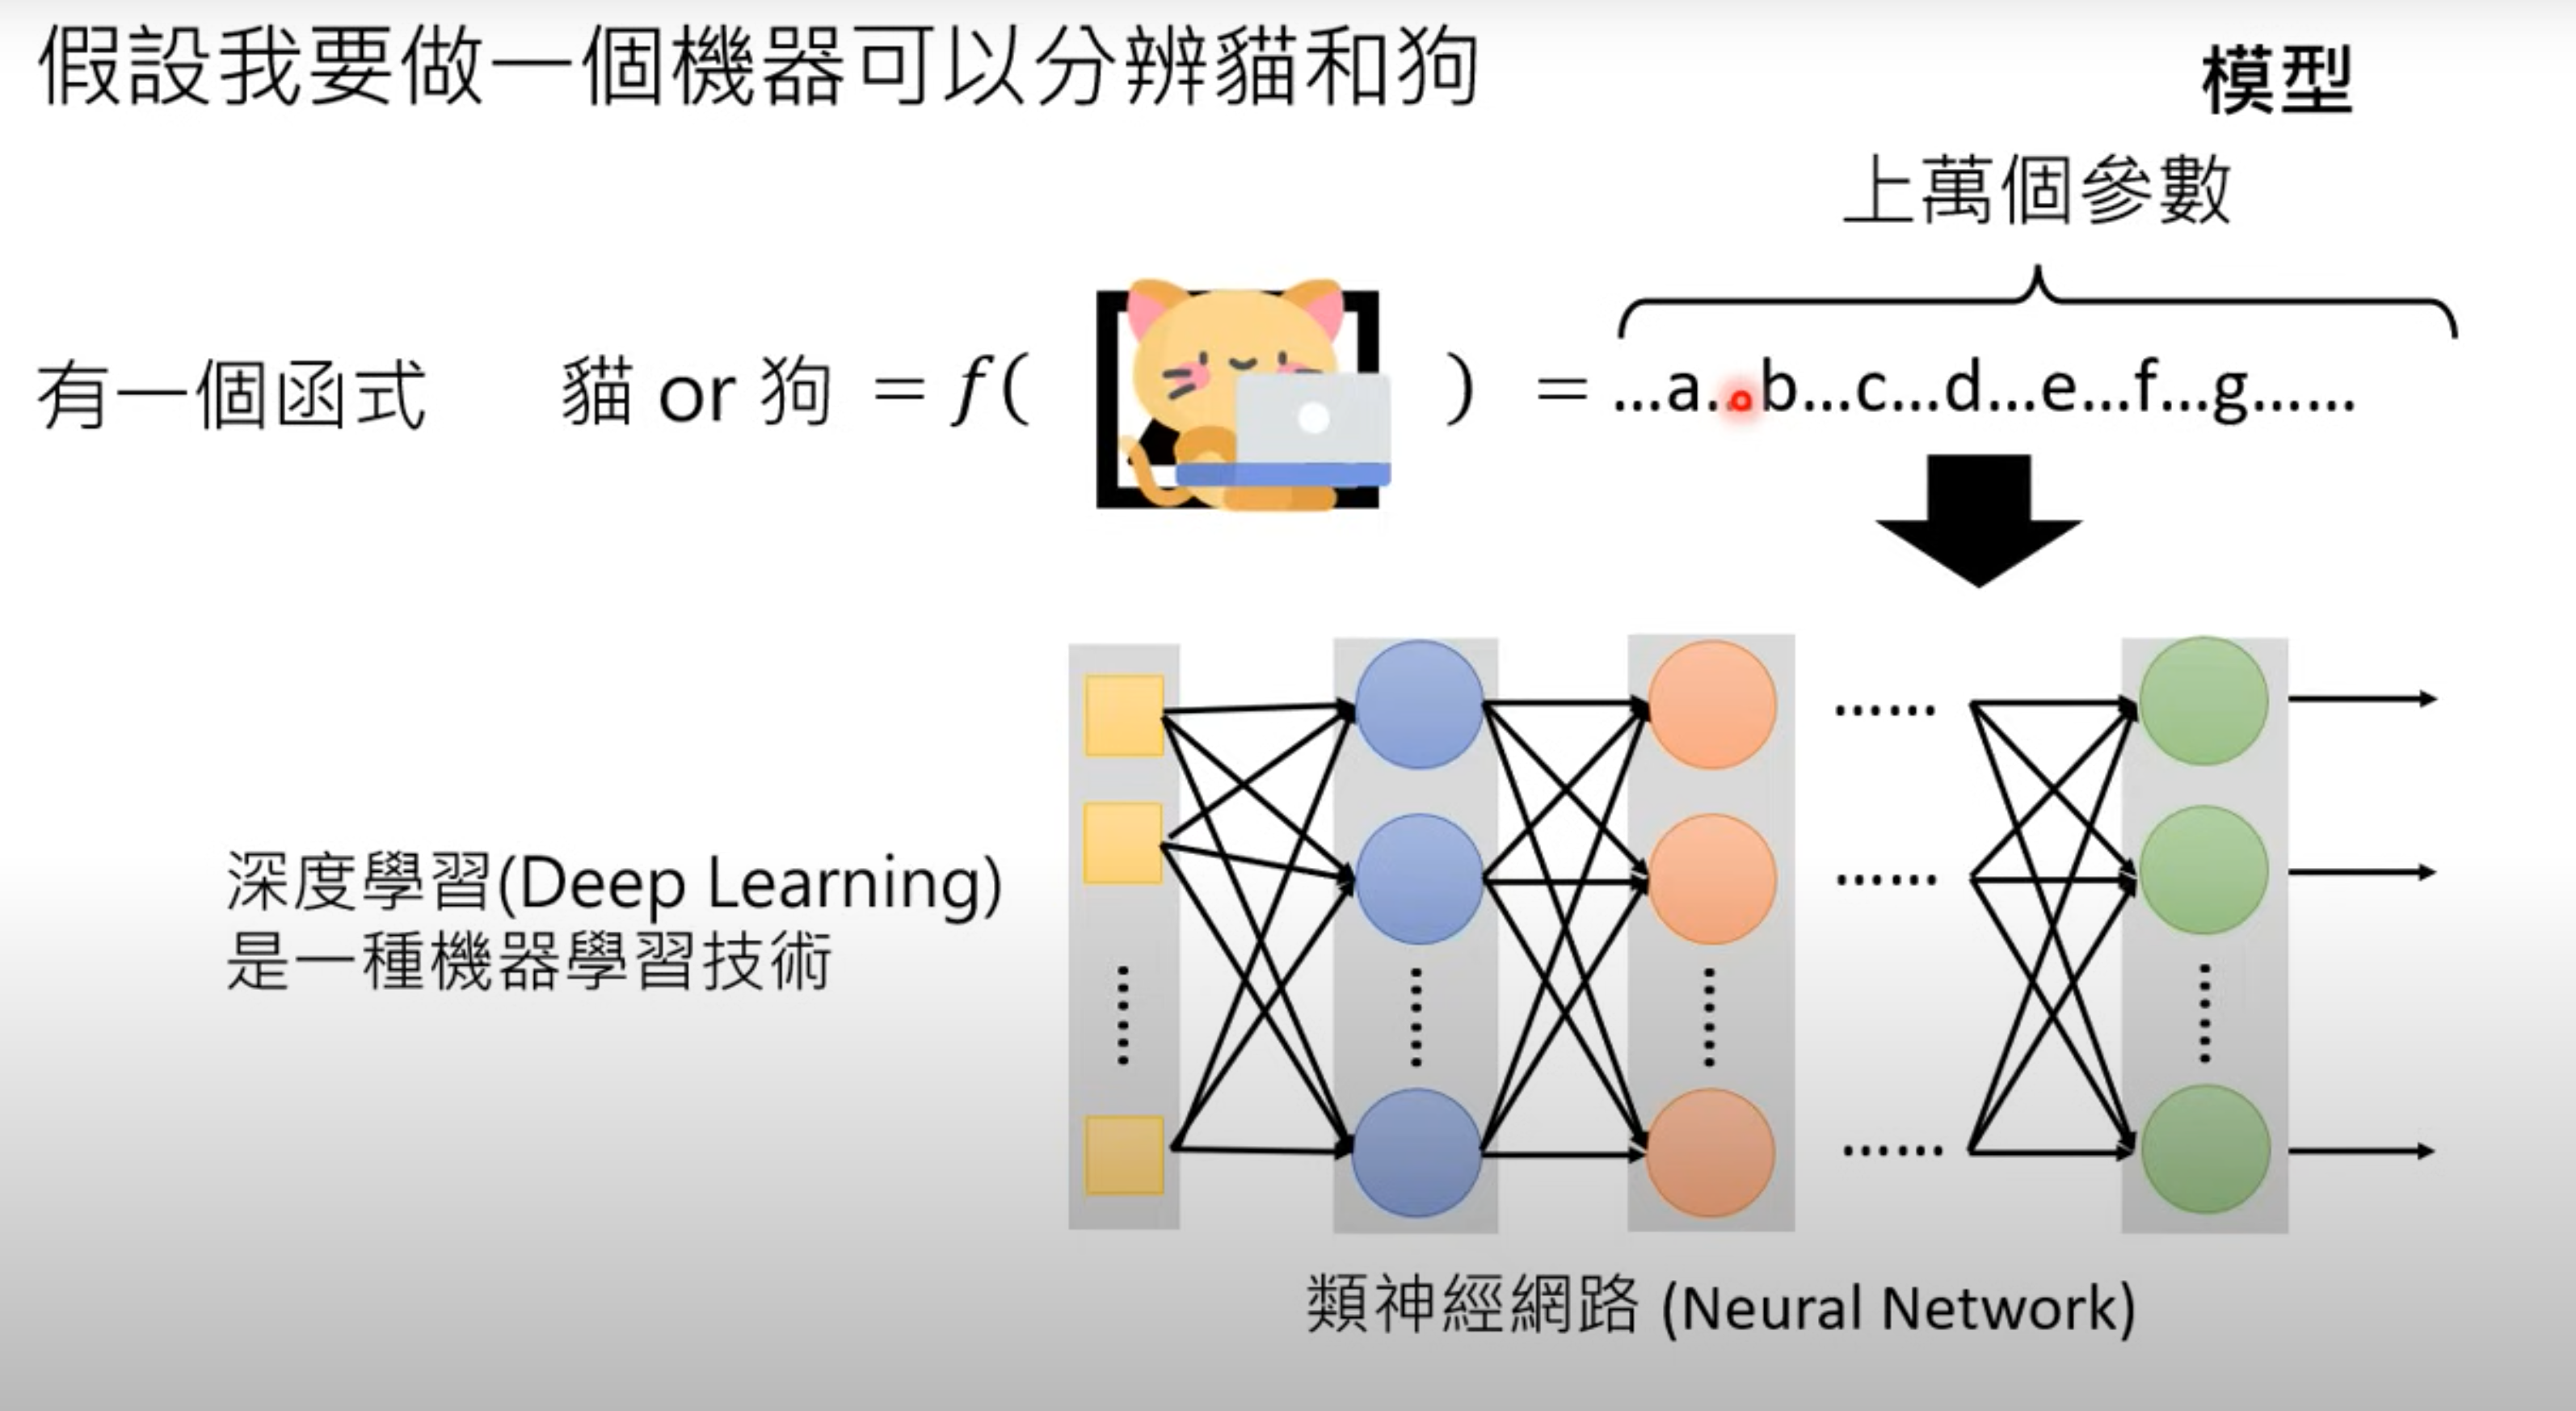 假設我要做一個機器可以分辨貓和狗
模型
上萬個參數
有一個函式 貓 or 狗 = f( ) = ...a...b...c...d...e...f...g......
深度學習(Deep Learning)
是一種機器學習技術
......
......
......
類神經網路 (Neural Network)